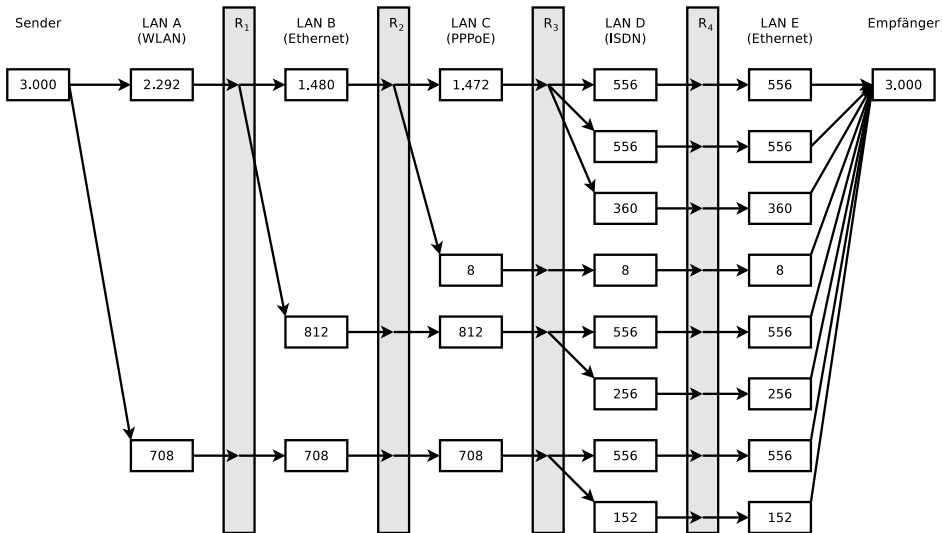 Sender
LAN A
(WLAN)
R1
LAN B
(Ethernet)
R2
LAN C
(PPPoE)
R3
LAN D
(ISDN)
R4
LAN E
(Ethernet)
Empfänger
3.000
2.292
1.480
1.472
556
556
3.000
556
556
360
360
8
8
8
812
812
556
556
256
256
708
708
708
556
556
152
152